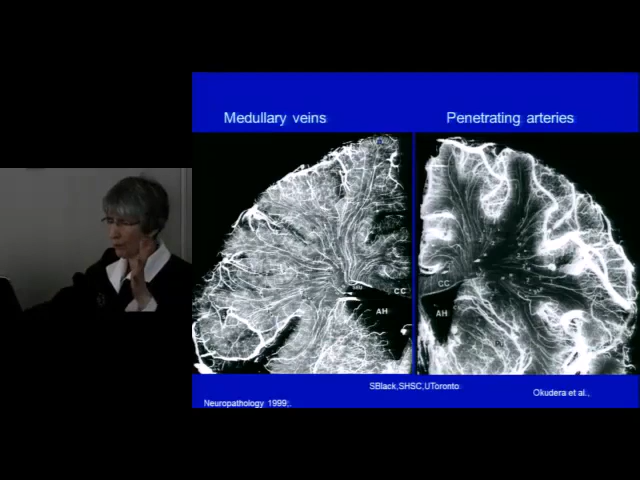 Medullary veins
Penetrating arteries
CC
AH
CC
AH
SBlack,SHSC,UToronto
Okudera et al.,
Neuropathology 1999;.